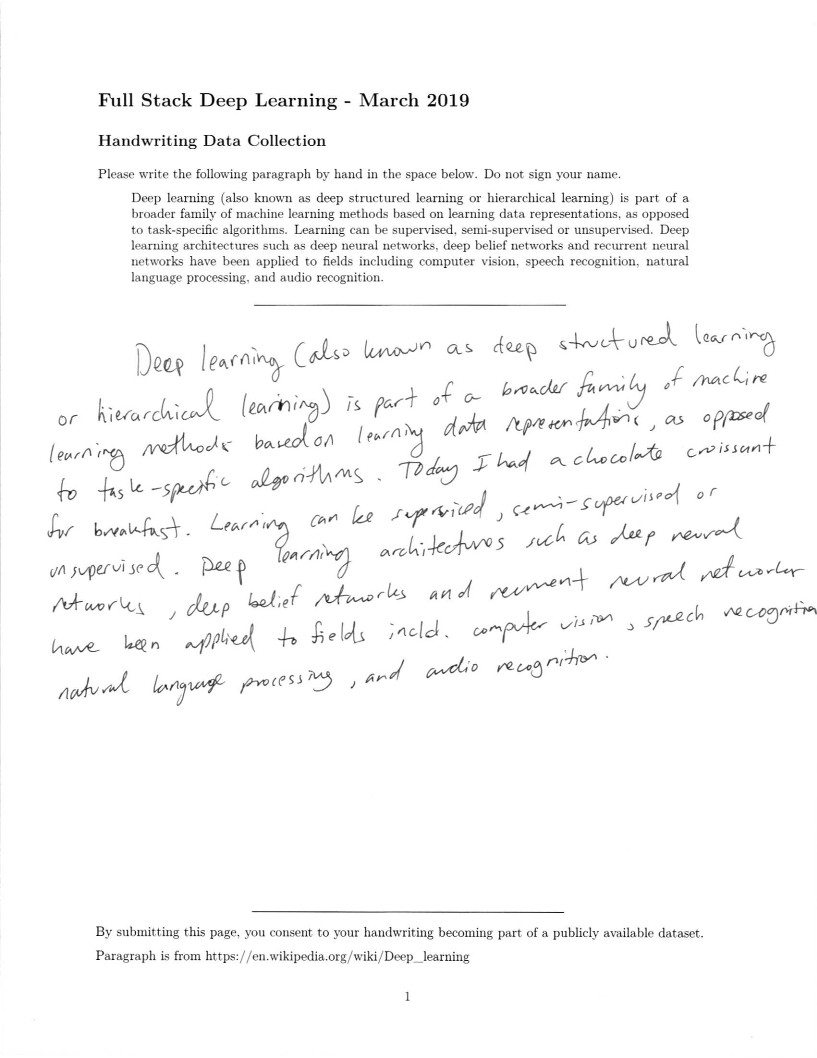 Full Stack Deep Learning - March 2019
Handwriting Data Collection
Please write the following paragraph by hand in the space below. Do not sign your name.
Deep learning (also known as deep structured learning or hierarchical learning) is part of a
broader family of machine learning methods based on learning data representations, as opposed
to task-specific algorithms. Learning can be supervised, semi-supervised or unsupervised. Deep
learning architectures such as deep neural networks, deep belief networks and recurrent neural
networks have been applied to fields including computer vision, speech recognition, natural
language processing, and audio recognition.
Deep learning (also known as deep structured learning
or hierarchical learning) is part of a broader family of machine
learning methods based on learning data representations, as opposed
to task-specific algorithms. Today I had a chocolate croissant
for breakfast. Learning can be superviced, semi-supervised or
unsupervised. Deep learning architectures such as deep neural
networks, deep belief networks and recurrent neural networks
have been applied to fields incld. computer vision, speech recognition
natural language processing, and audio recognition.
By submitting this page, you consent to your handwriting becoming part of a publicly available dataset.
Paragraph is from https://en.wikipedia.org/wiki/Deep_learning
1